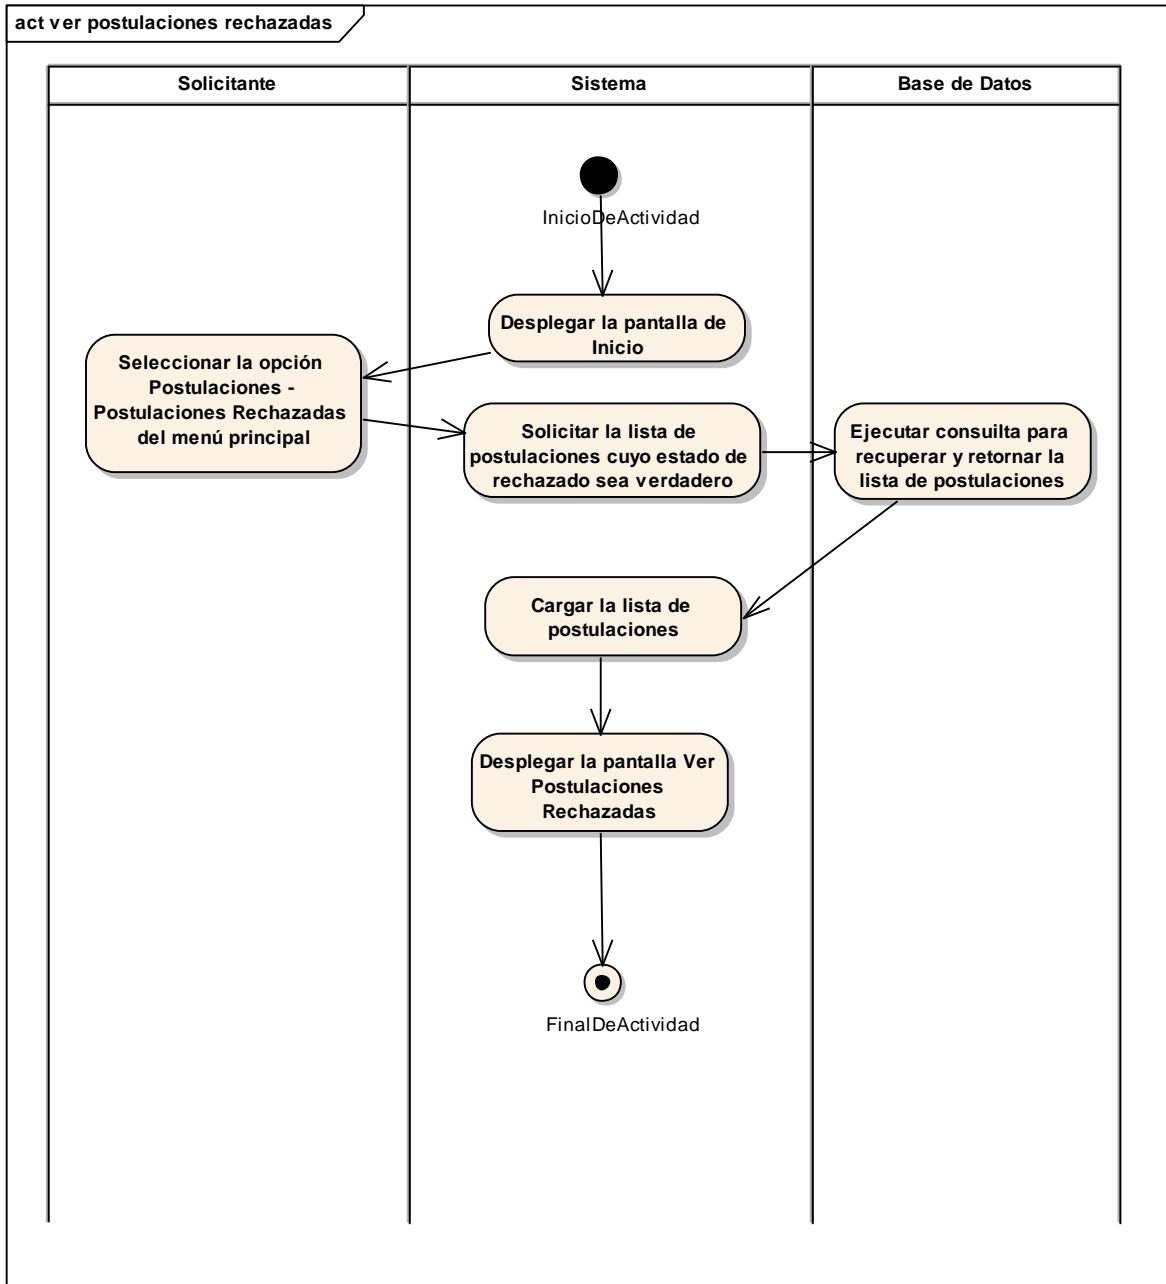 act ver postulaciones rechazadas
Solicitante
Sistema
Base de Datos
InicioDeActividad
Desplegar la pantalla de
Inicio
Seleccionar la opción
Postulaciones -
Postulaciones Rechazadas
del menú principal
Solicitar la lista de
postulaciones cuyo estado de
rechazado sea verdadero
Ejecutar consuilta para
recuperar y retornar la
lista de postulaciones
Cargar la lista de
postulaciones
Desplegar la pantalla Ver
Postulaciones
Rechazadas
FinalDeActividad